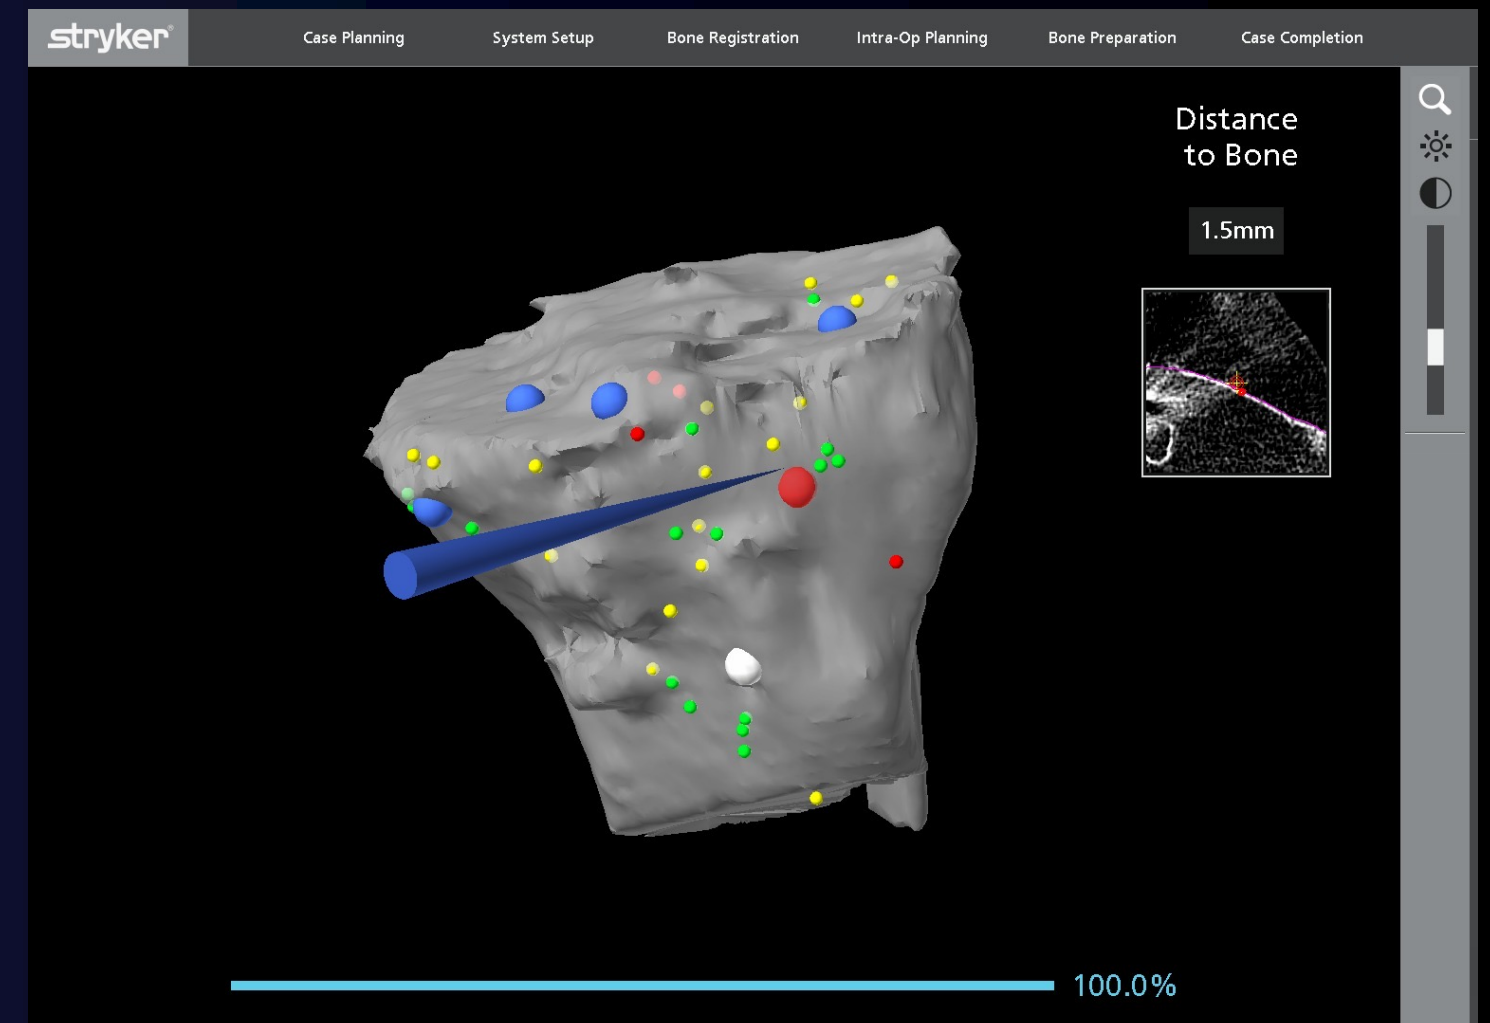 stryker®
Case Planning
System Setup
Bone Registration
Intra-Op Planning
Bone Preparation
Case Completion
Distance
to Bone
1.5mm
100.0%